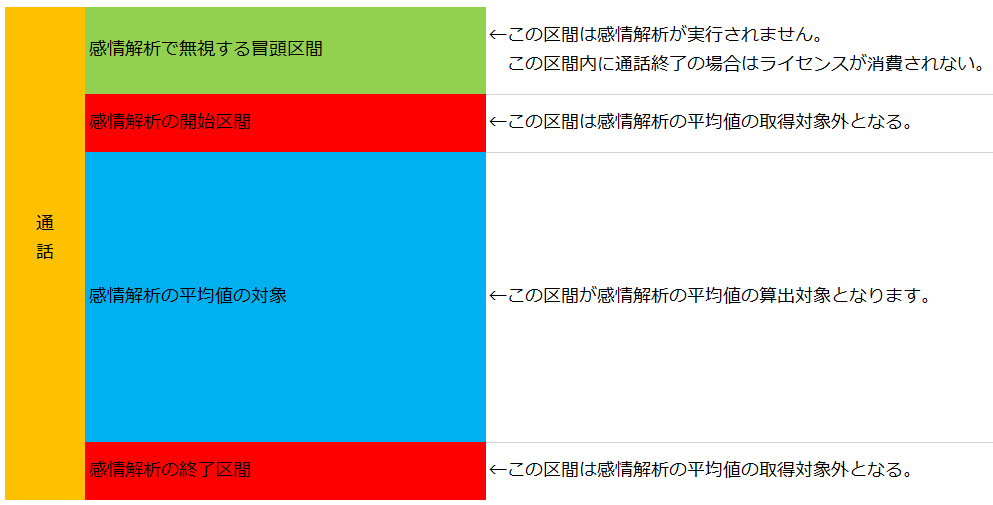 通
話
感情解析で無視する冒頭区間
←この区間は感情解析が実行されません。
この区間内に通話終了の場合はライセンスが消費されない。
感情解析の開始区間
←この区間は感情解析の平均値の取得対象外となる。
感情解析の平均値の対象
←この区間が感情解析の平均値の算出対象となります。
感情解析の終了区間
←この区間は感情解析の平均値の取得対象外となる。